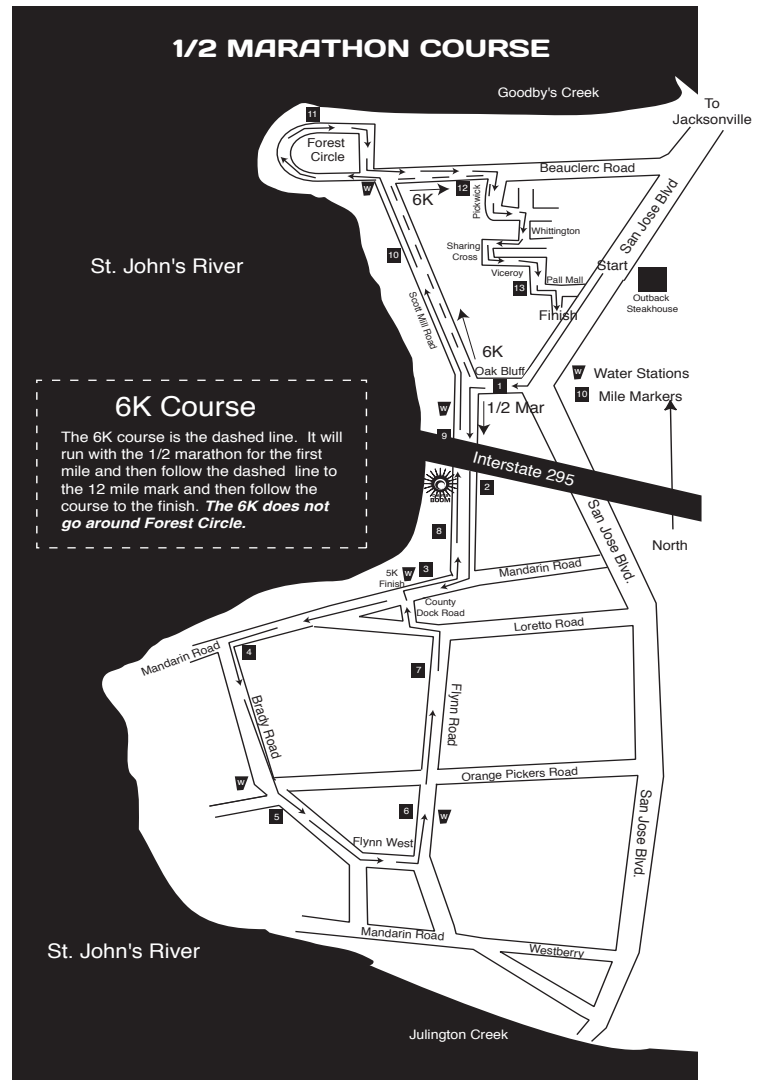 1/2 MARATHON COURSE
Goodby's Creek
To
Jacksonville
11
Forest
Circle
Beauclerc Road
W
12
6K
Pickwick
San Jose Blvd
Whittington
Sharing
Cross
10
St. John's River
Start
Viceroy
Pall Mall
13
Outback
Steakhouse
Finish
Scott Mill Road
6K
Oak Bluff
1
W
Water Stations
10
Mile Markers
6K Course
The 6K course is the dashed line. It will
run with the 1/2 marathon for the first
mile and then follow the dashed line to
the 12 mile mark and then follow the
course to the finish. The 6K does not
go around Forest Circle.
W
1/2 Mar
9
Interstate 295
BOOM
2
San Jose Blvd.
8
North
5K
Finish
W
3
Mandarin Road
County
Dock Road
Loretto Road
Mandarin Road
4
7
Brady Road
Flynn Road
Orange Pickers Road
W
5
6
W
San Jose Blvd.
Flynn West
Mandarin Road
Westberry
St. John's River
Julington Creek